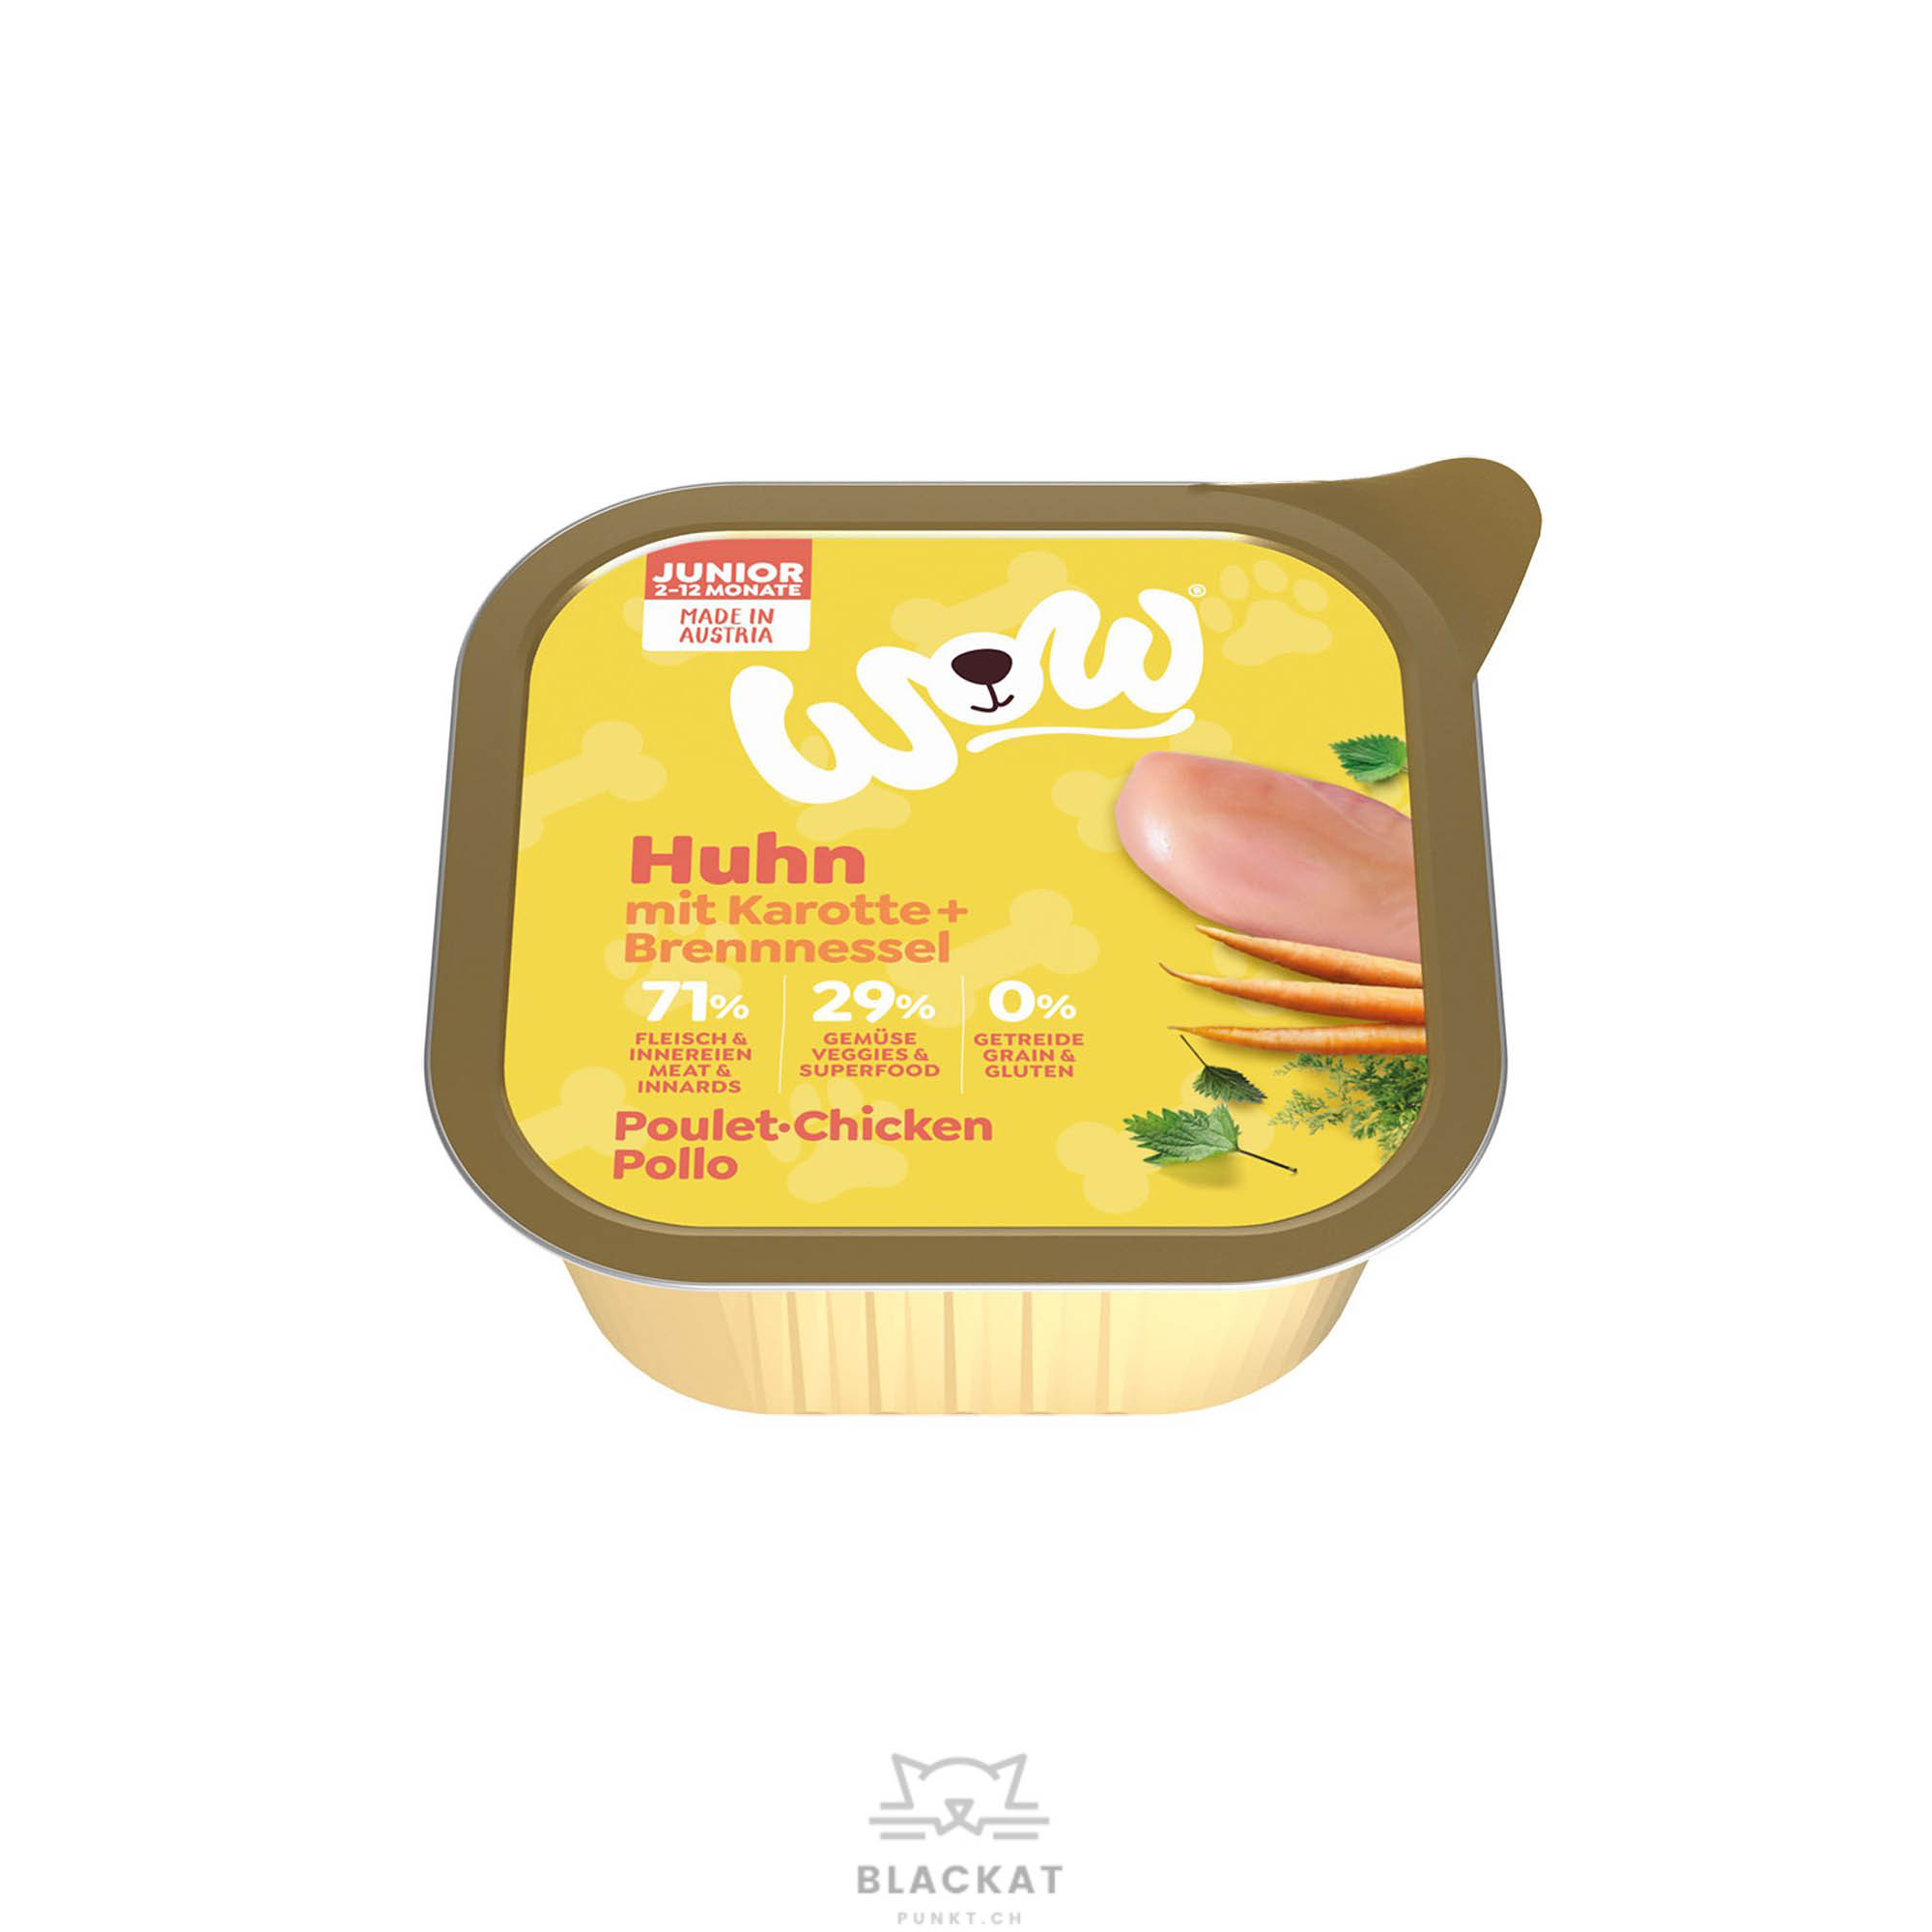 JUNIOR
2-12 MONATE
MADE IN
AUSTRIA
WOW®
Huhn
mit Karotte+
Brennnessel
71%
FLEISCH &
INNEREIEN
MEAT &
INNARDS
29%
GEMÜSE
VEGGIES &
SUPERFOOD
0%
GETREIDE
GRAIN &
GLUTEN
Poulet·Chicken
Pollo
BLACKAT
PUNKT.CH